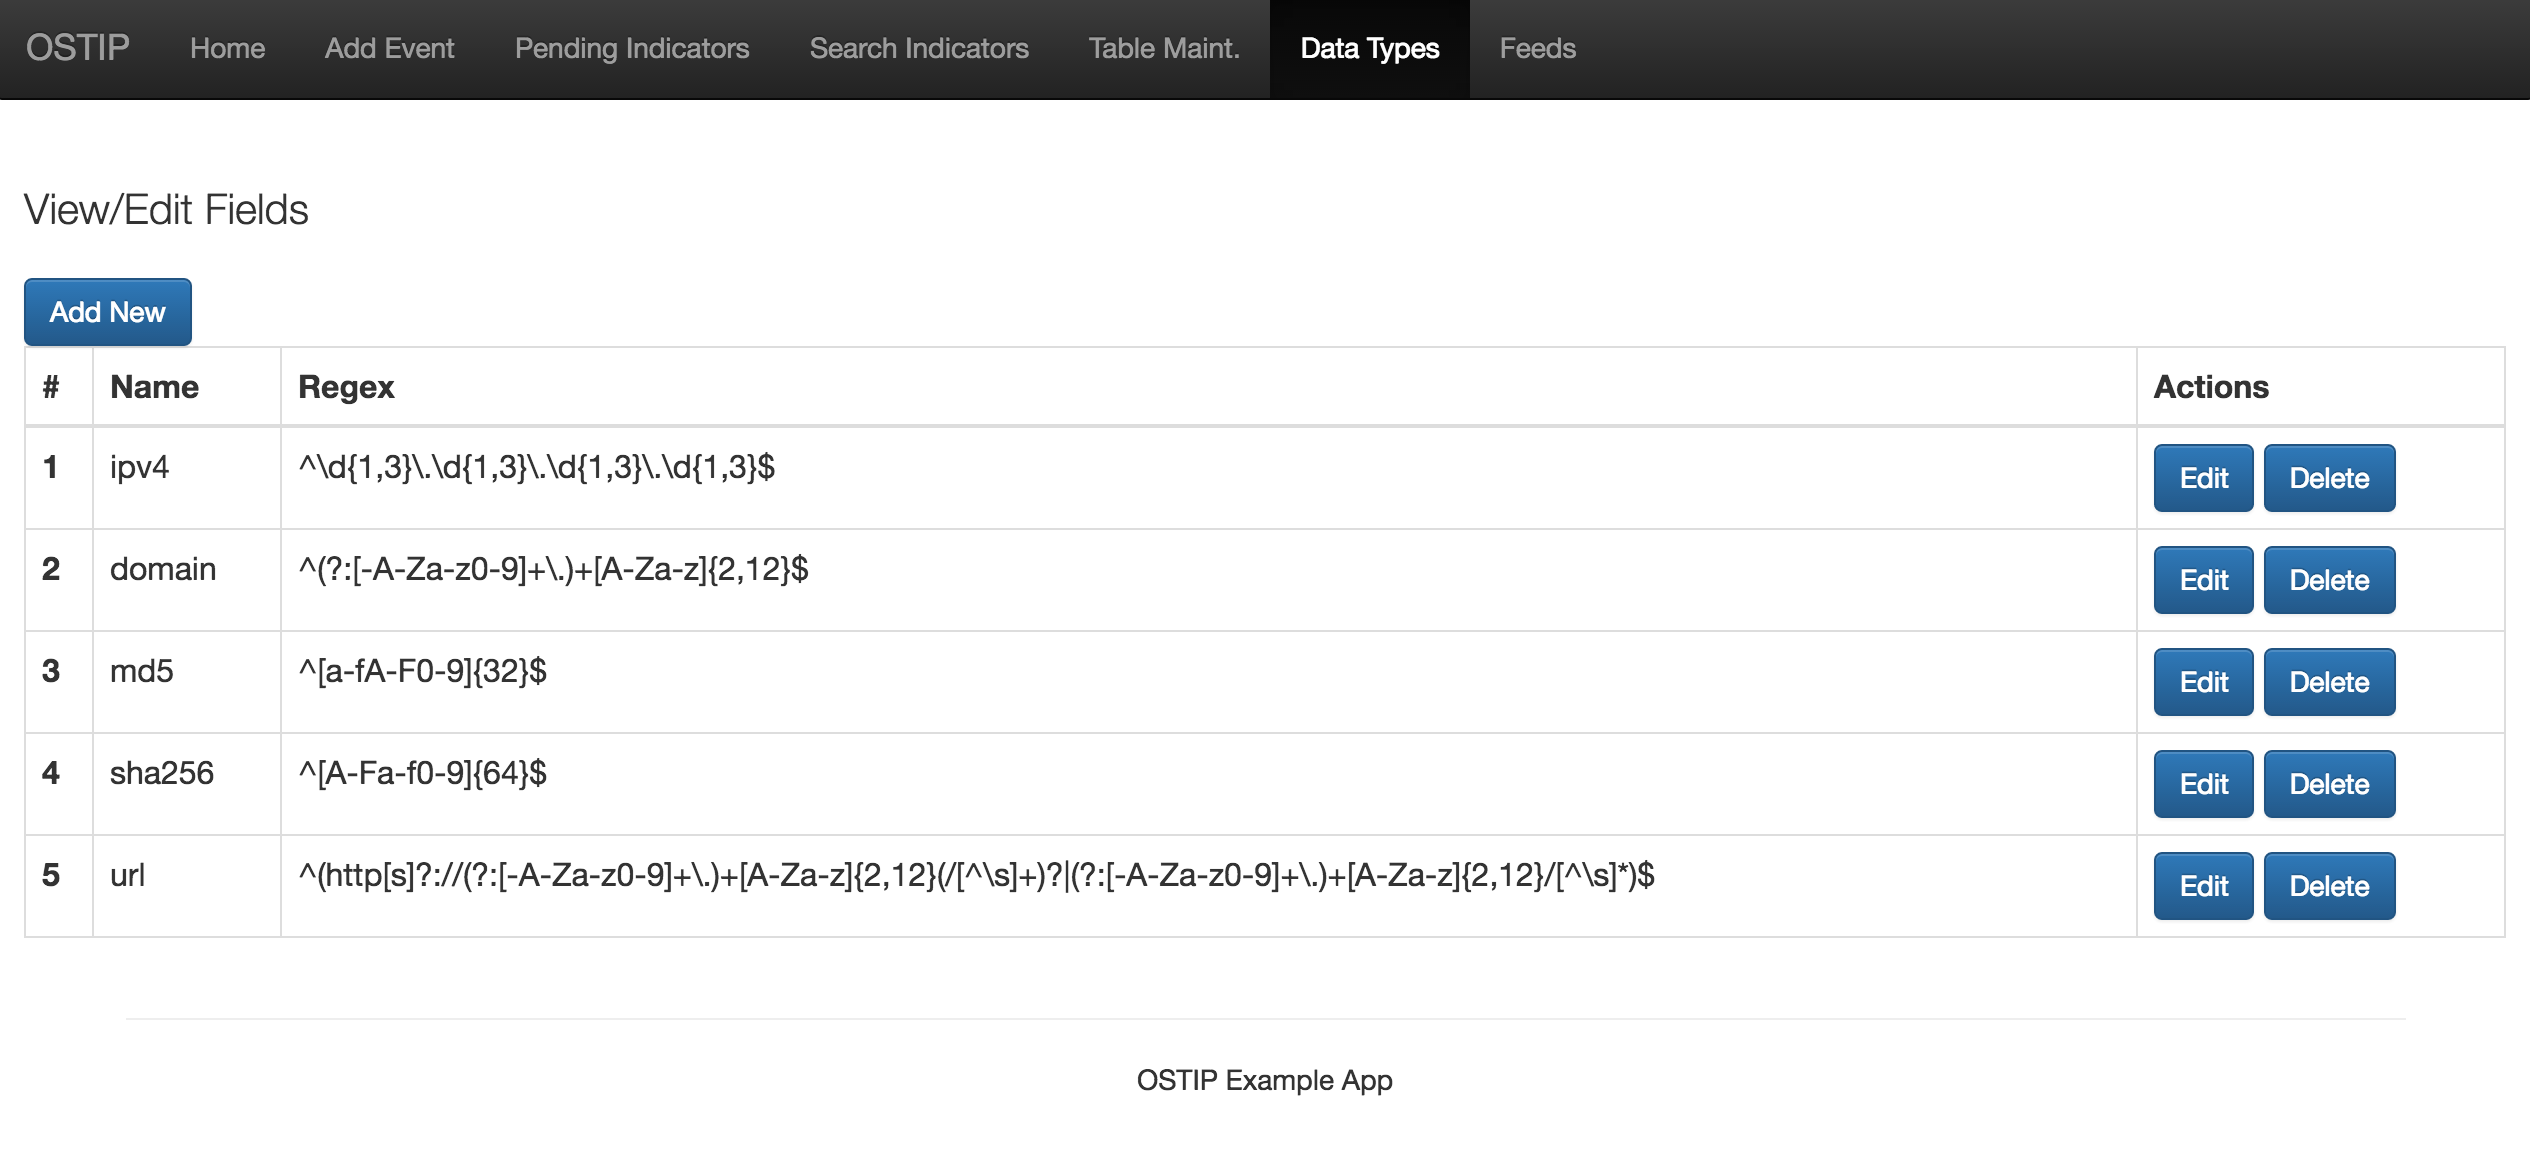 OSTIP Home Add Event Pending Indicators Search Indicators Table Maint. Data Types Feeds
View/Edit Fields
Add New
# Name Regex Actions
1 ipv4 ^\d{1,3}\.\d{1,3}\.\d{1,3}\.\d{1,3}$ Edit Delete
2 domain ^(?:[-A-Za-z0-9]+\.)+[A-Za-z]{2,12}$ Edit Delete
3 md5 ^[a-fA-F0-9]{32}$ Edit Delete
4 sha256 ^[A-Fa-f0-9]{64}$ Edit Delete
5 url ^(http[s]?://(?:[-A-Za-z0-9]+\.)+[A-Za-z]{2,12}(/[^\s]+)?|(?:[-A-Za-z0-9]+\.)+[A-Za-z]{2,12}/[^\s]*)$ Edit Delete
OSTIP Example App